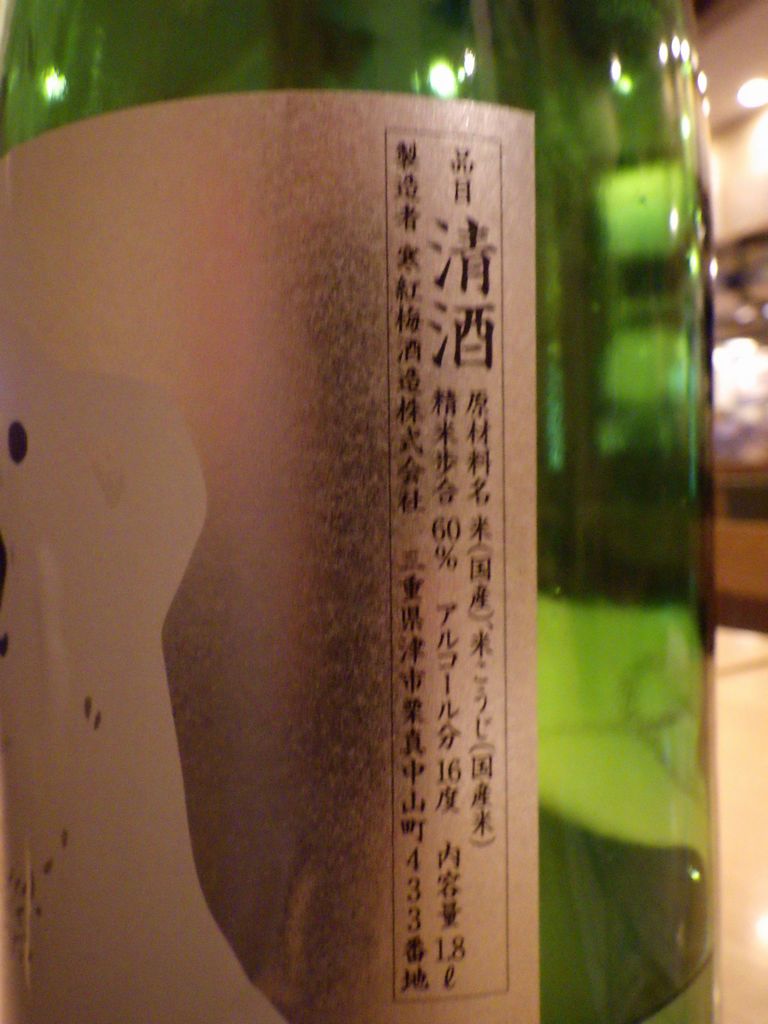 品目 清酒
原材料名 米(国産)、米こうじ(国産米)
精米歩合 60% アルコール分 16度 内容量 1.8ℓ
製造者 寒紅梅酒造株式会社 三重県津市栗真中山町433番地